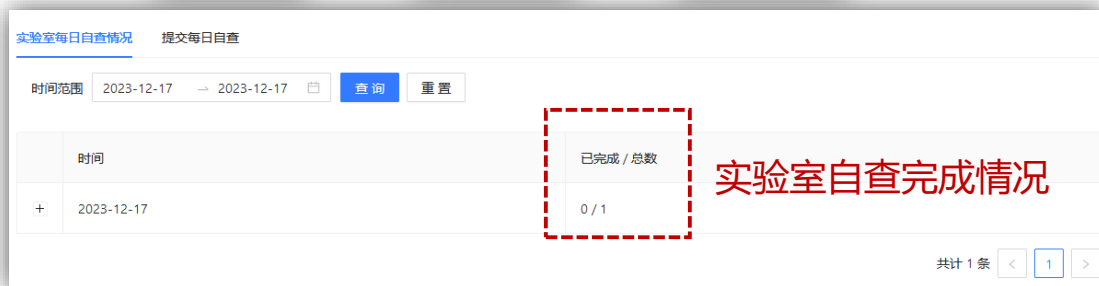 实验室每日自查情况 提交每日自查
时间范围 2023-12-17 → 2023-12-17 查 询 重 置
时间 已完成 / 总数
实验室自查完成情况
+ 2023-12-17 0 / 1
共计 1 条 < 1 >